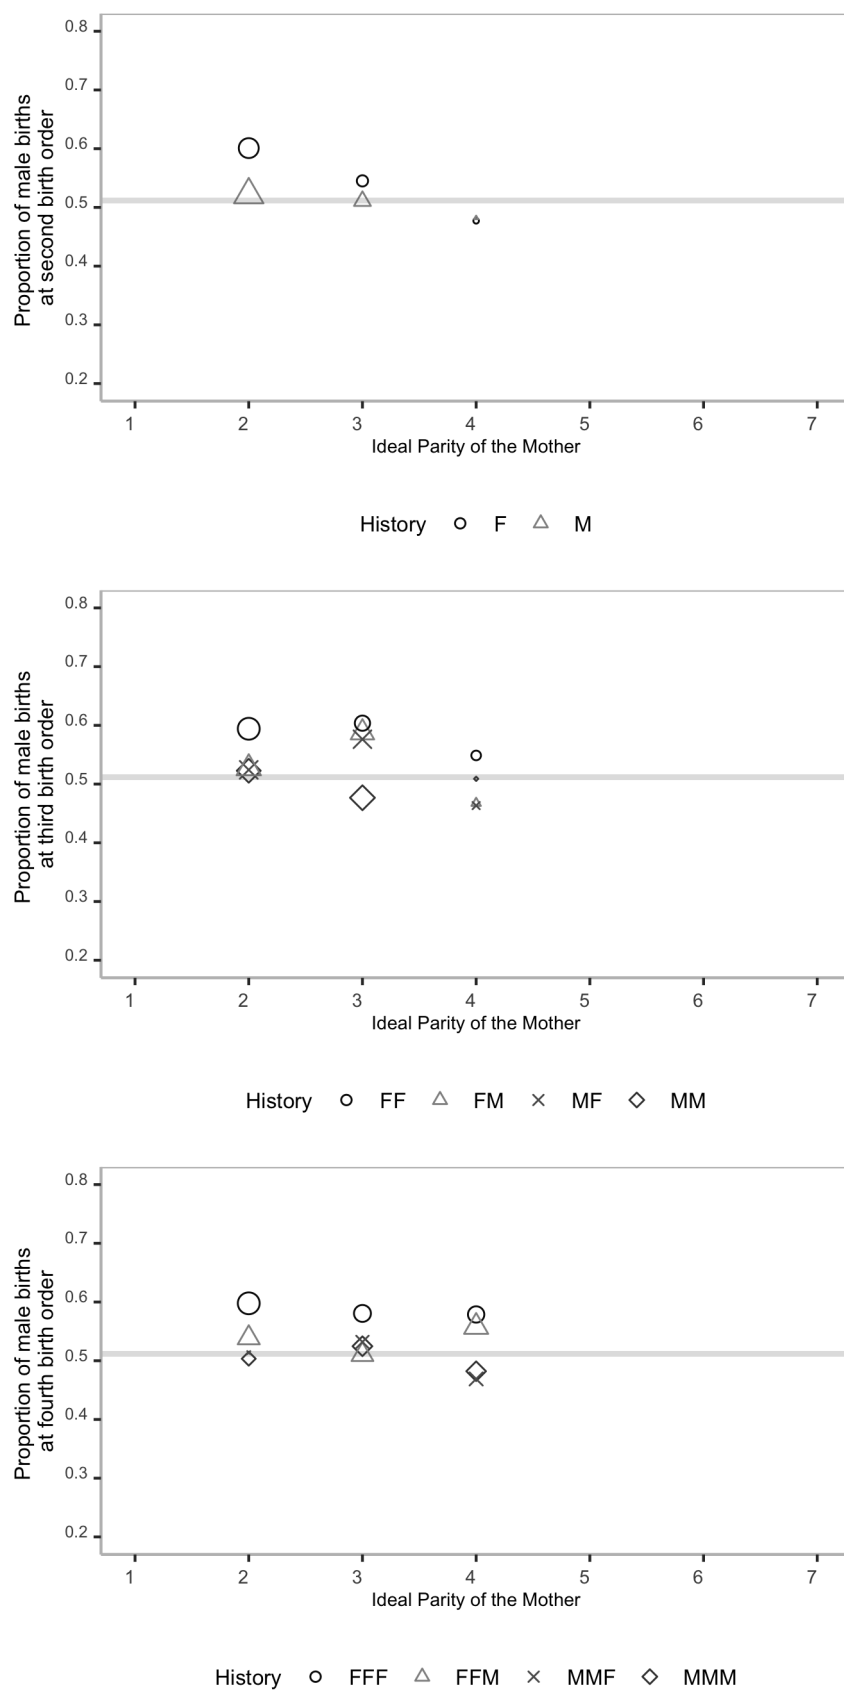 Proportion of male births
at second birth order
0.8
0.7
0.6
0.5
0.4
0.3
0.2
1 2 3 4 5 6 7
Ideal Parity of the Mother
History F M
Proportion of male births
at third birth order
0.8
0.7
0.6
0.5
0.4
0.3
0.2
1 2 3 4 5 6 7
Ideal Parity of the Mother
History FF FM MF MM
Proportion of male births
at fourth birth order
0.8
0.7
0.6
0.5
0.4
0.3
0.2
1 2 3 4 5 6 7
Ideal Parity of the Mother
History FFF FFM MMF MMM